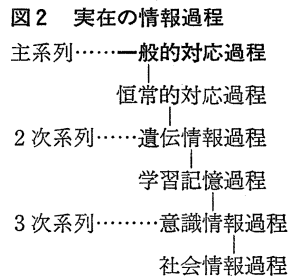 図2 実在の情報過程
主系列……一般的対応過程
恒常的対応過程
2次系列……遺伝情報過程
学習記憶過程
3次系列………意識情報過程
社会情報過程